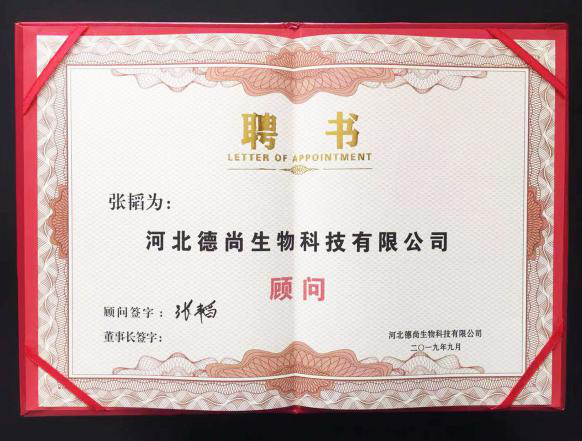 聘 书
LETTER OF APPOINTMENT
张韬为：
河北德尚生物科技有限公司
顾问
顾问签字：张韬
董事长签字：
河北德尚生物科技有限公司
二〇一九年九月